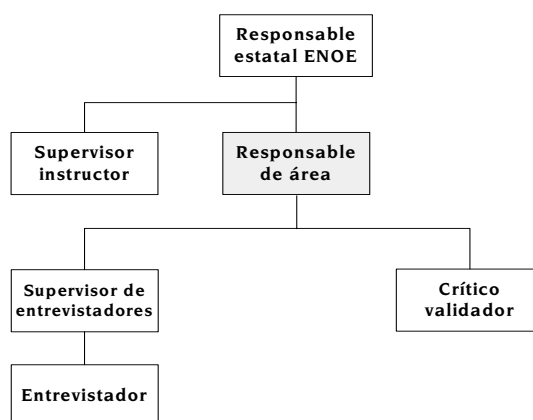 Responsable
estatal ENOE
Supervisor
instructor
Responsable
de área
Supervisor de
entrevistadores
Crítico
validador
Entrevistador